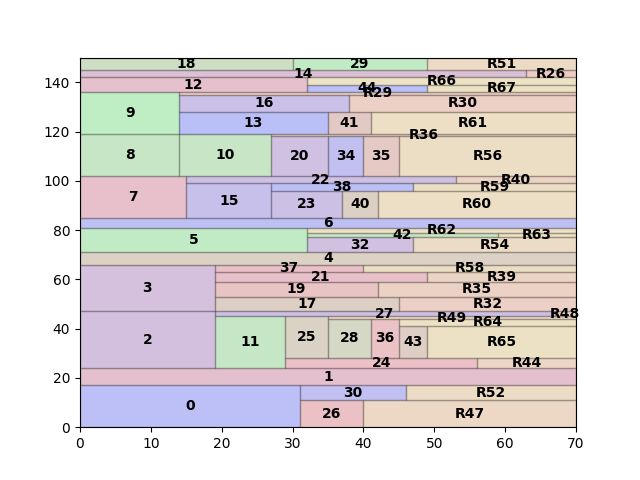 18 29 R51
14 R26
R66
12 44 R67
R29
16 R30
9
13 41 R61
R36
8 10 20 34 35 R56
22 R40
38 R59
7 15 23 40 R60
6
R62
42 R63
5 32 R54
4
37 R58
21 R39
3 19 R35
17 R32
27 R48
R49 R64
2 11 25 28 36 43 R65
24 R44
1
30 R52
0 26 R47
140
120
100
80
60
40
20
0
0 10 20 30 40 50 60 70